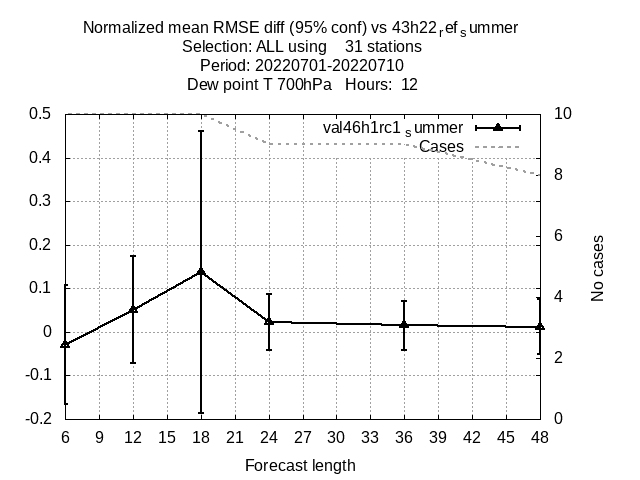 Normalized mean RMSE diff (95% conf) vs 43h22ref summer
Selection: ALL using 31 stations
Period: 20220701-20220710
Dew point T 700hPa Hours: 12
val46h1rc1summer
Cases
0.5
0.4
0.3
0.2
0.1
0
-0.1
-0.2
10
8
6
4
2
0
No cases
6 9 12 15 18 21 24 27 30 33 36 39 42 45 48
Forecast length